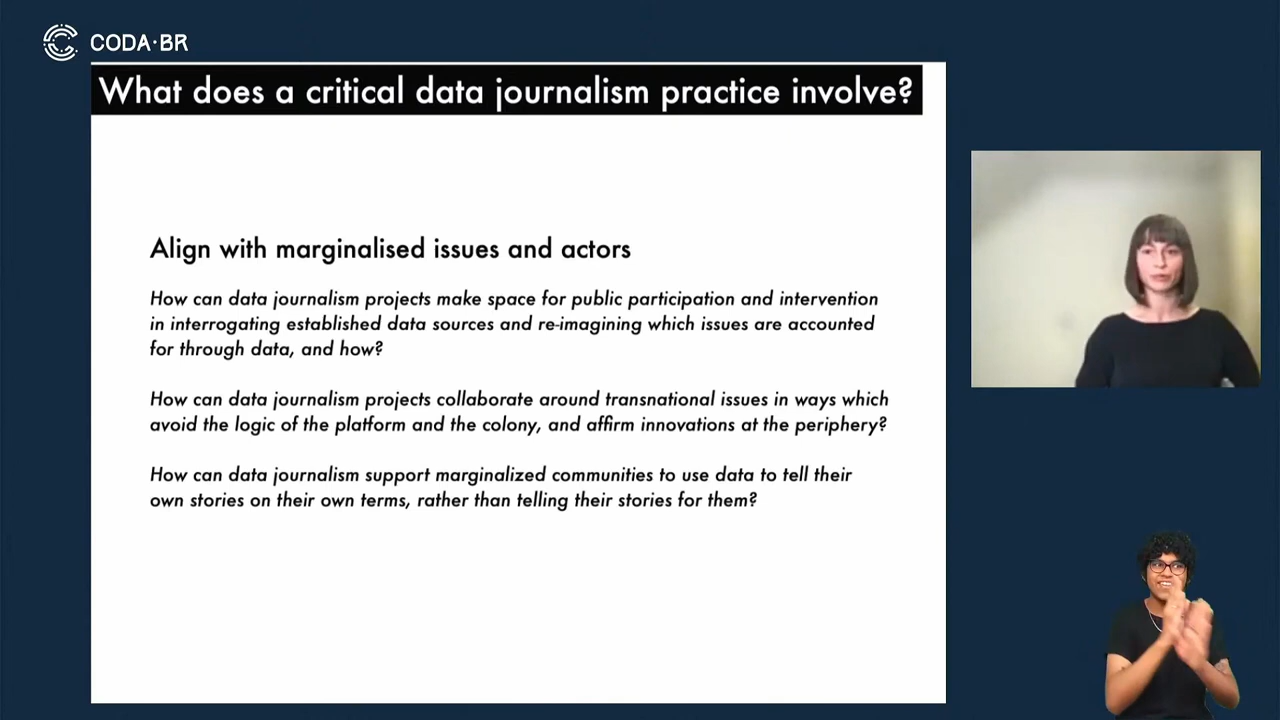 CODA·BR
What does a critical data journalism practice involve?
Align with marginalised issues and actors
How can data journalism projects make space for public participation and intervention
in interrogating established data sources and re-imagining which issues are accounted
for through data, and how?
How can data journalism projects collaborate around transnational issues in ways which
avoid the logic of the platform and the colony, and affirm innovations at the periphery?
How can data journalism support marginalized communities to use data to tell their
own stories on their own terms, rather than telling their stories for them?